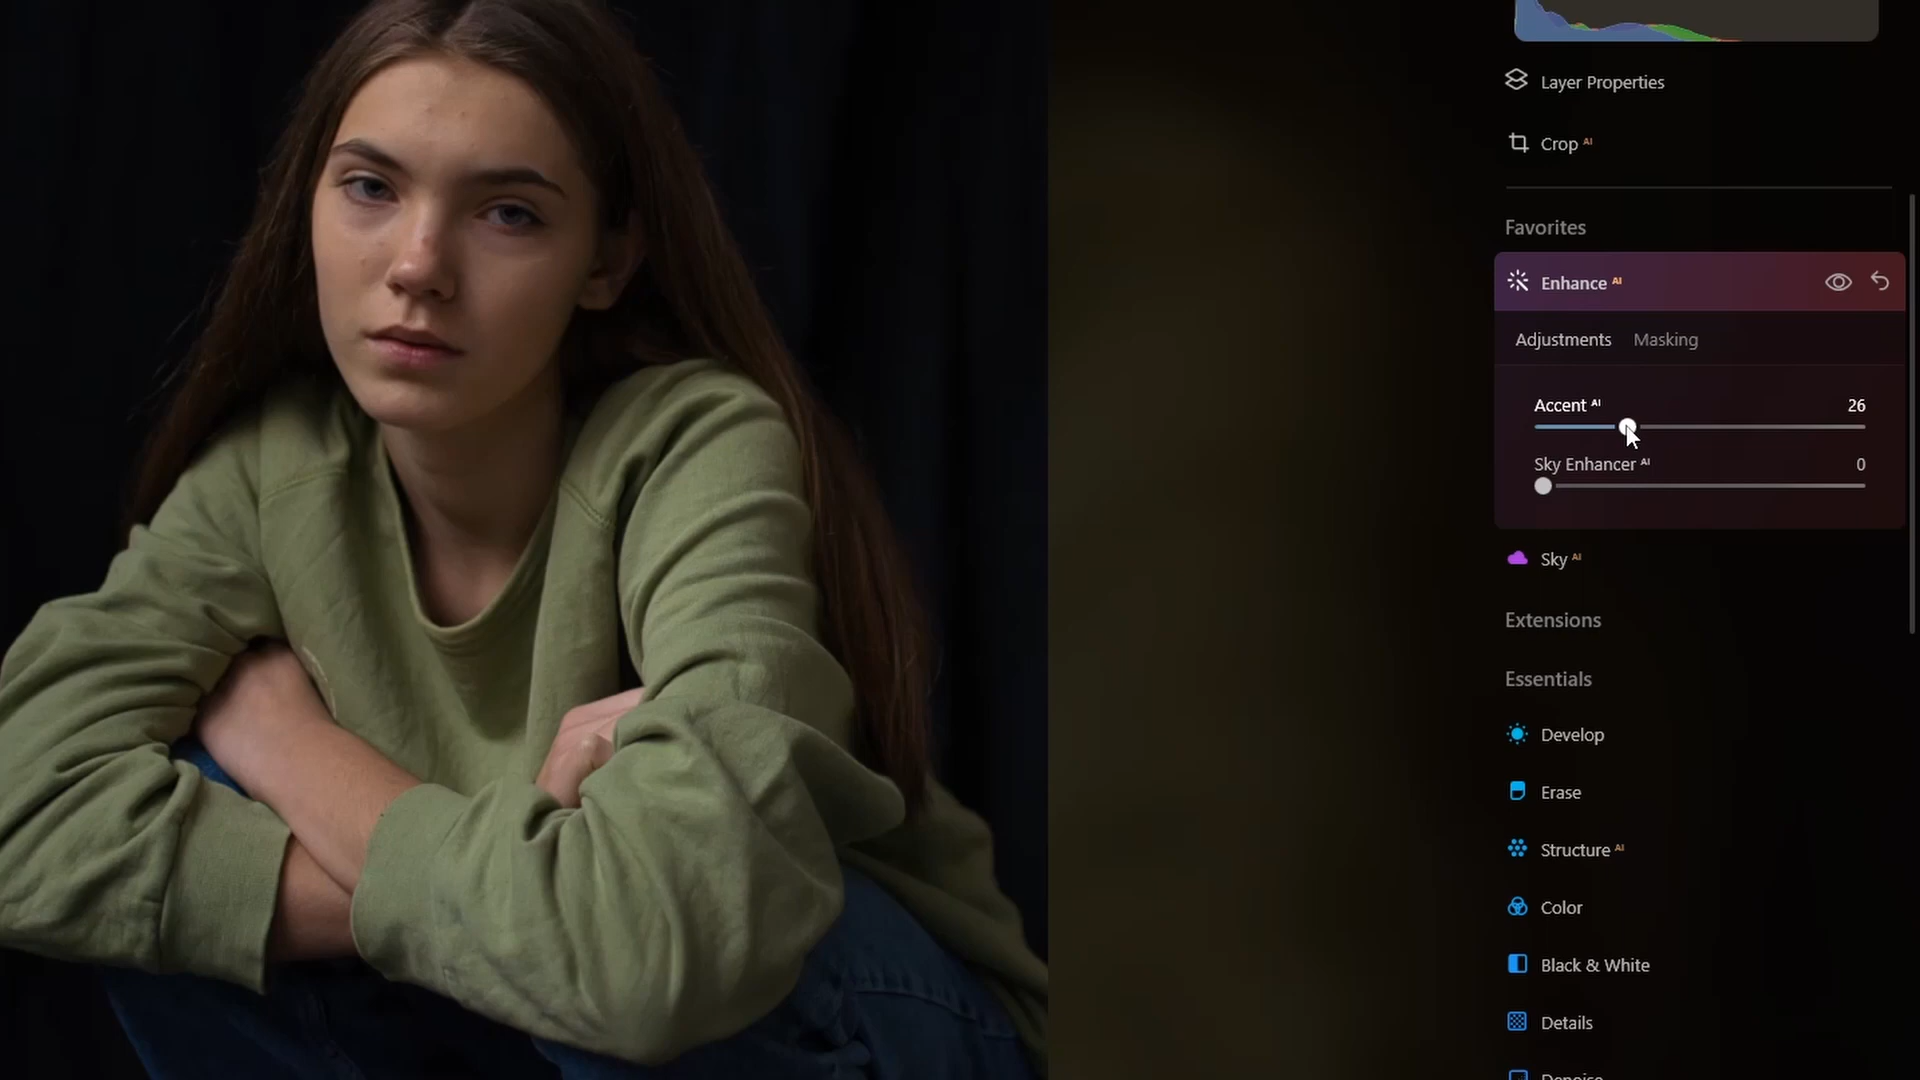 Layer Properties
Crop AI
Favorites
Enhance AI
Adjustments Masking
Accent AI 26
Sky Enhancer AI 0
Sky AI
Extensions
Essentials
Develop
Erase
Structure AI
Color
Black & White
Details
Denoise